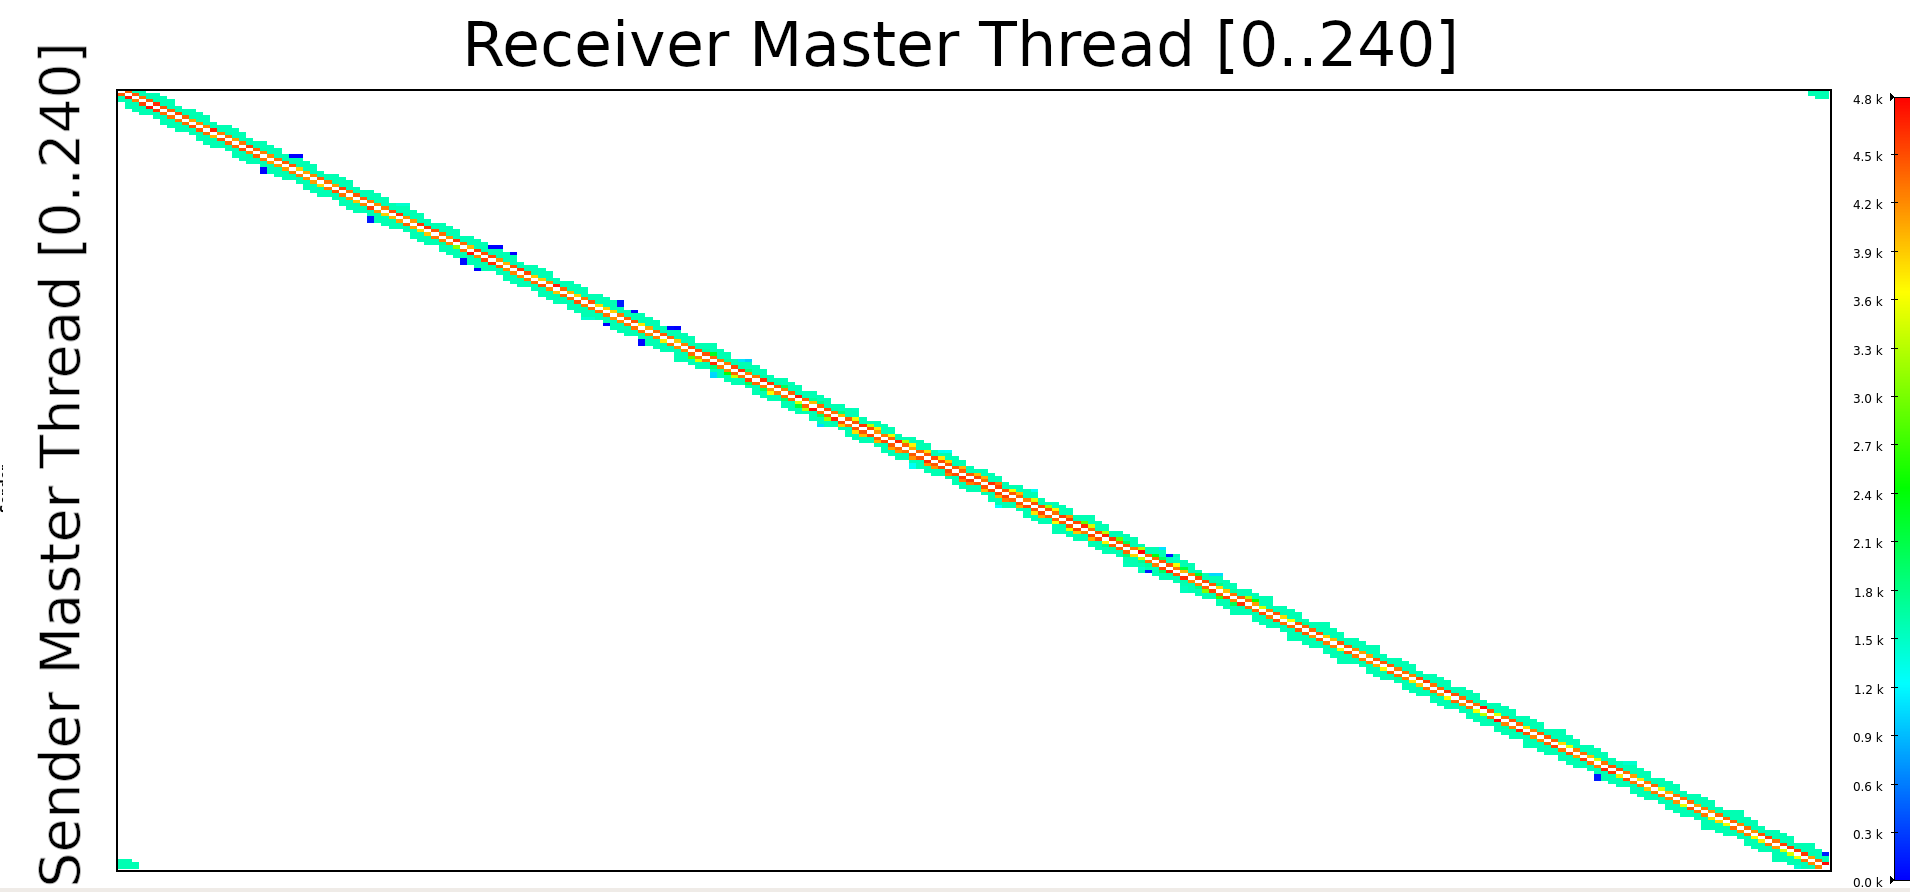 Receiver Master Thread [0..240]
Sender Master Thread [0..240]
4.8 k
4.5 k
4.2 k
3.9 k
3.6 k
3.3 k
3.0 k
2.7 k
2.4 k
2.1 k
1.8 k
1.5 k
1.2 k
0.9 k
0.6 k
0.3 k
0.0 k